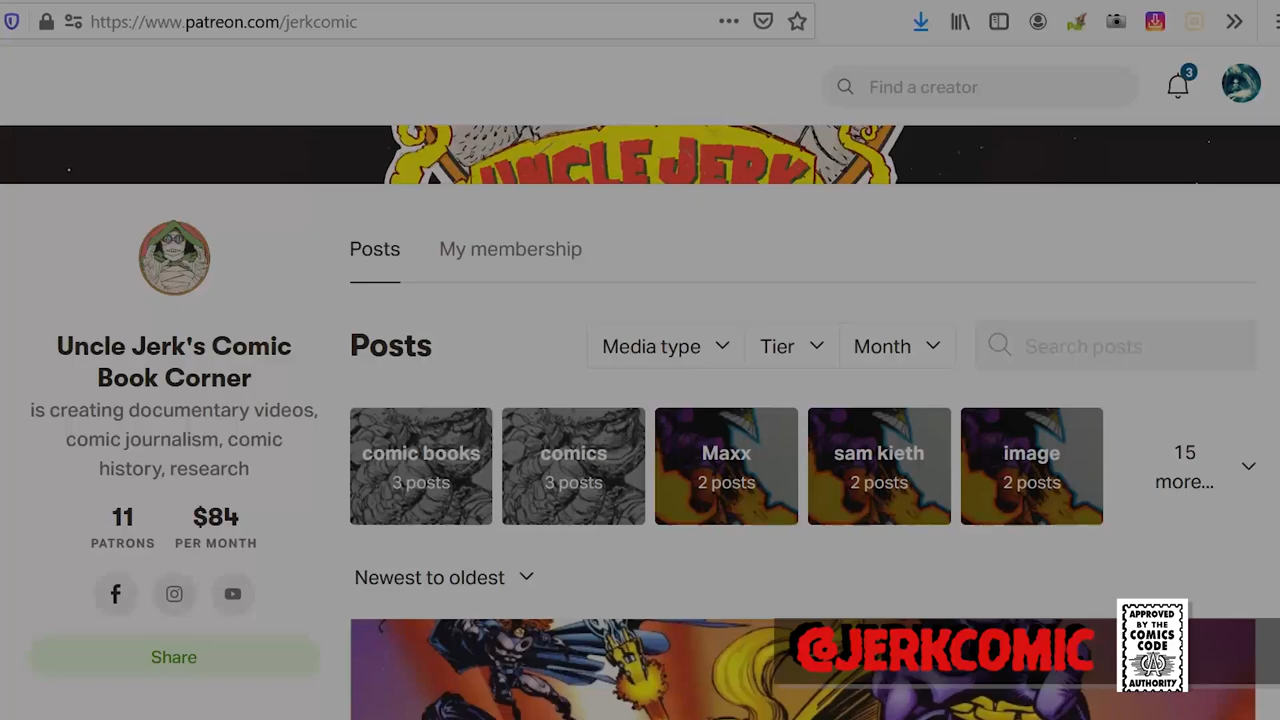 https://www.patreon.com/jerkcomic
Find a creator
3
UNCLE JERK
Posts
My membership
Uncle Jerk's Comic
Book Corner
is creating documentary videos,
comic journalism, comic
history, research
11
PATRONS
$84
PER MONTH
Share
Posts
Media type
Tier
Month
Search posts
comic books
3 posts
comics
3 posts
Maxx
2 posts
sam kieth
2 posts
image
2 posts
15
more...
Newest to oldest
@JERKCOMIC
APPROVED
BY THE
COMICS
CODE
AUTHORITY